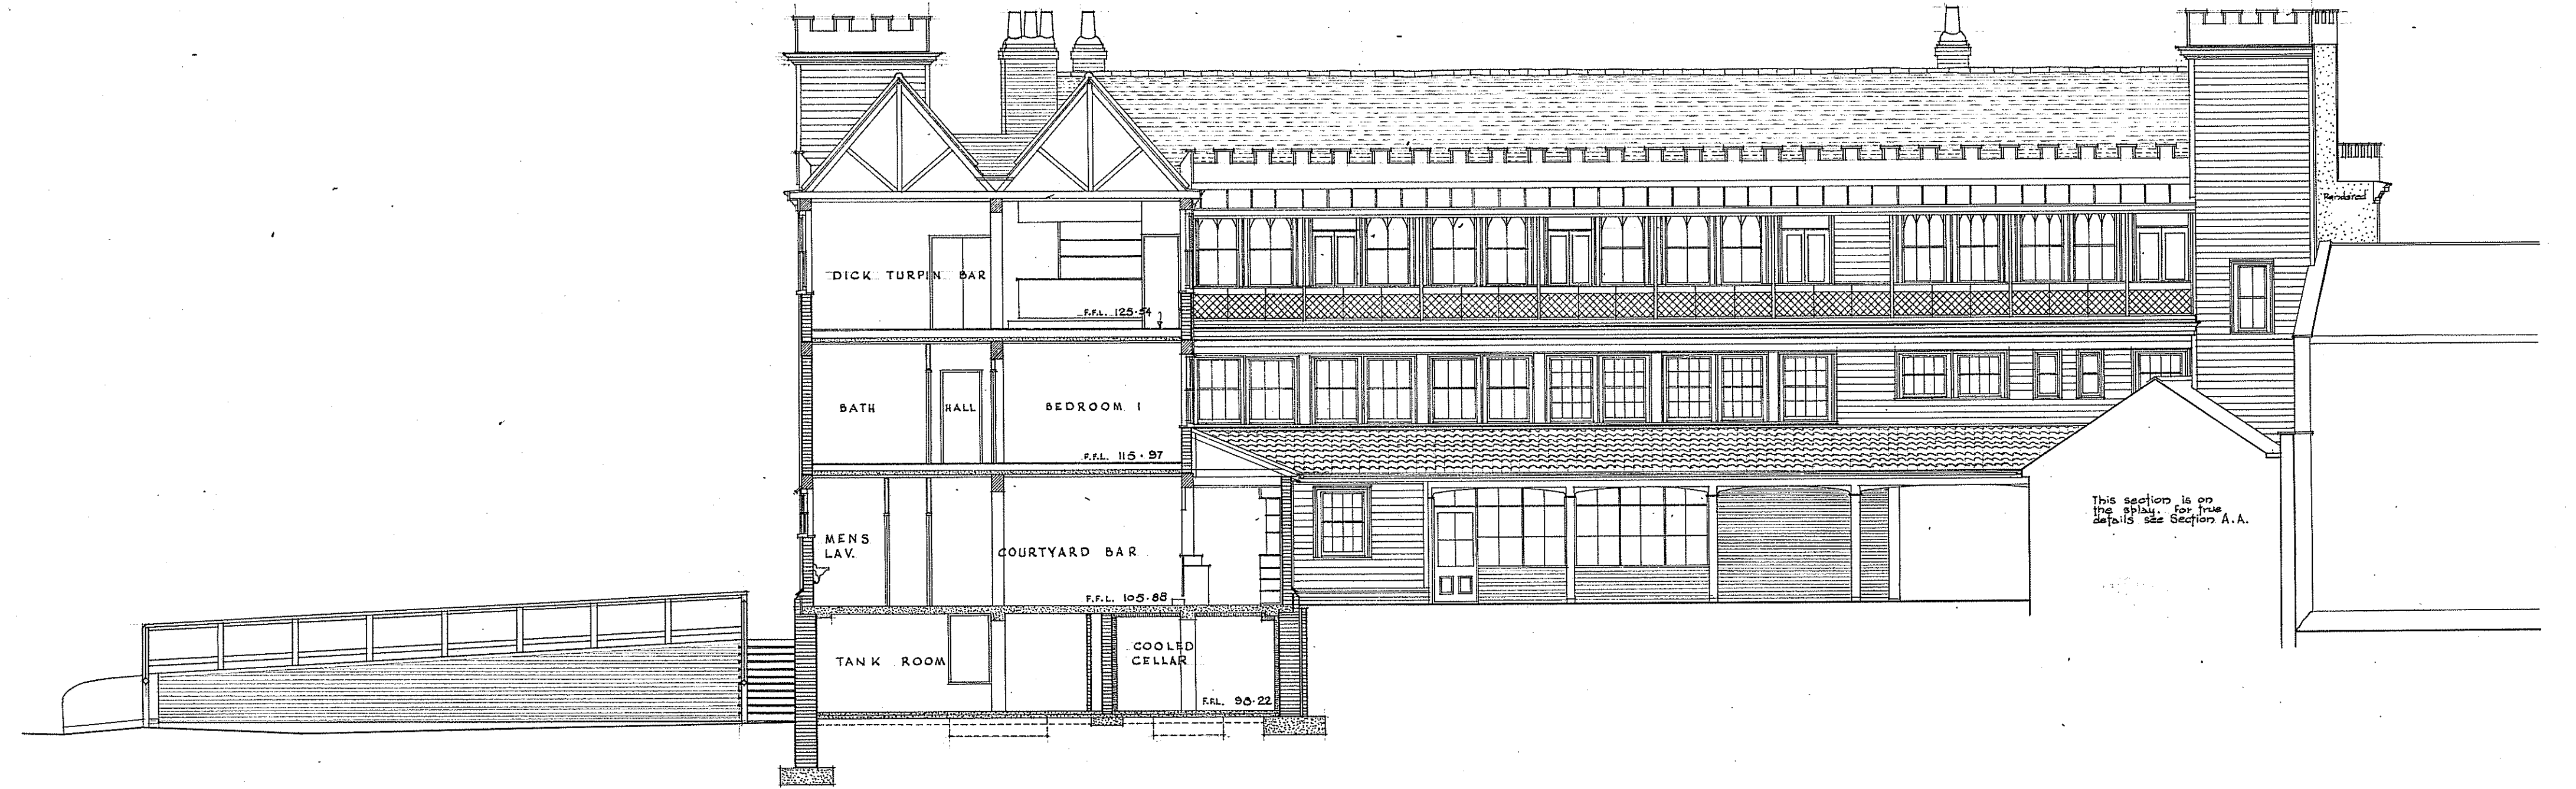 Rendered
DICK TURPIN BAR
F.F.L. 125·54
BATH
HALL
BEDROOM 1
F.F.L. 115·97
MENS
LAV.
COURTYARD BAR
F.F.L. 105·88
This section is on
the splay. For true
details see Section A.A.
TANK ROOM
COOLED
CELLAR
F.F.L. 98·22